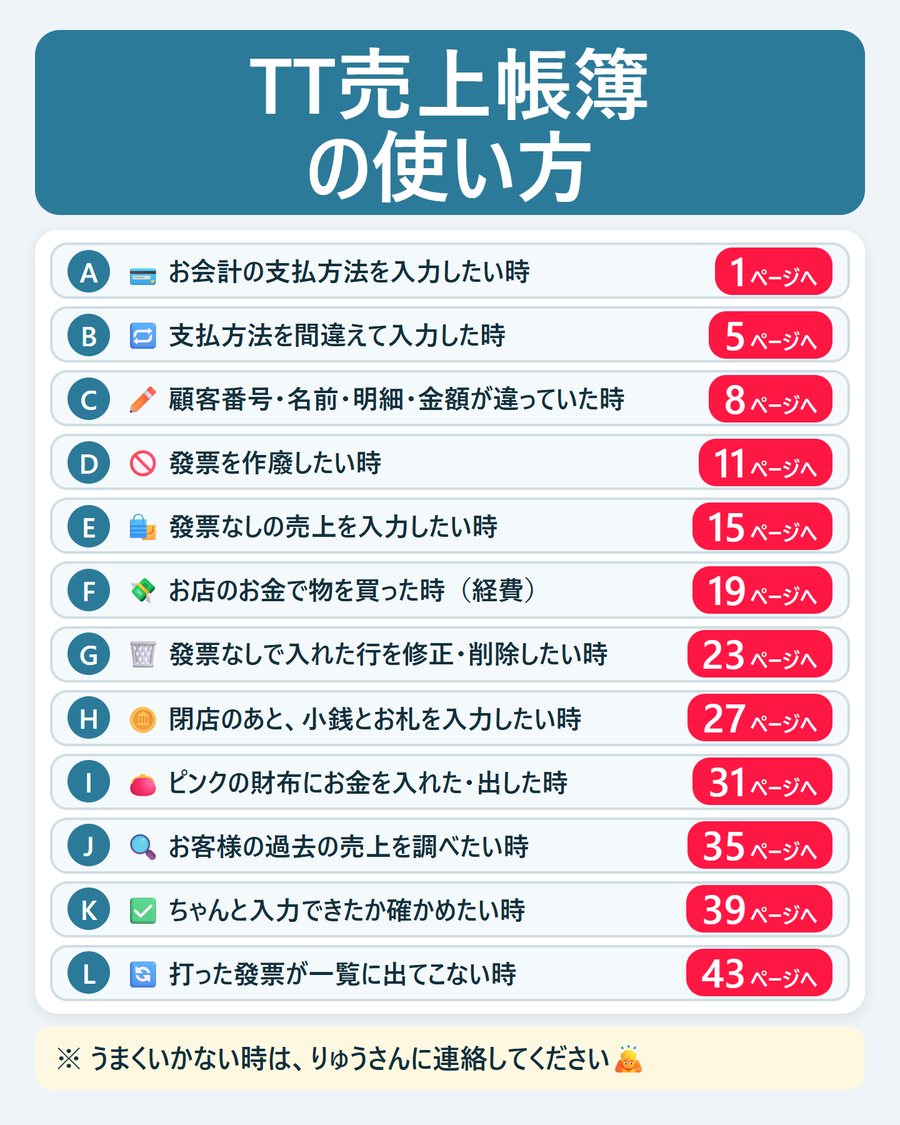 TT売上帳簿
の使い方
A 💳 お会計の支払方法を入力したい時 1ページへ
B 🔁 支払方法を間違えて入力した時 5ページへ
C ✏️ 顧客番号・名前・明細・金額が違っていた時 8ページへ
D 🚫 發票を作廢したい時 11ページへ
E 🛍️ 發票なしの売上を入力したい時 15ページへ
F 💸 お店のお金で物を買った時（経費） 19ページへ
G 🗑️ 發票なしで入れた行を修正・削除したい時 23ページへ
H 🪙 閉店のあと、小銭とお札を入力したい時 27ページへ
I 👛 ピンクの財布にお金を入れた・出した時 31ページへ
J 🔍 お客様の過去の売上を調べたい時 35ページへ
K ✅ ちゃんと入力できたか確かめたい時 39ページへ
L 🔄 打った發票が一覧に出てこない時 43ページへ
※ うまくいかない時は、りゅうさんに連絡してください🙇